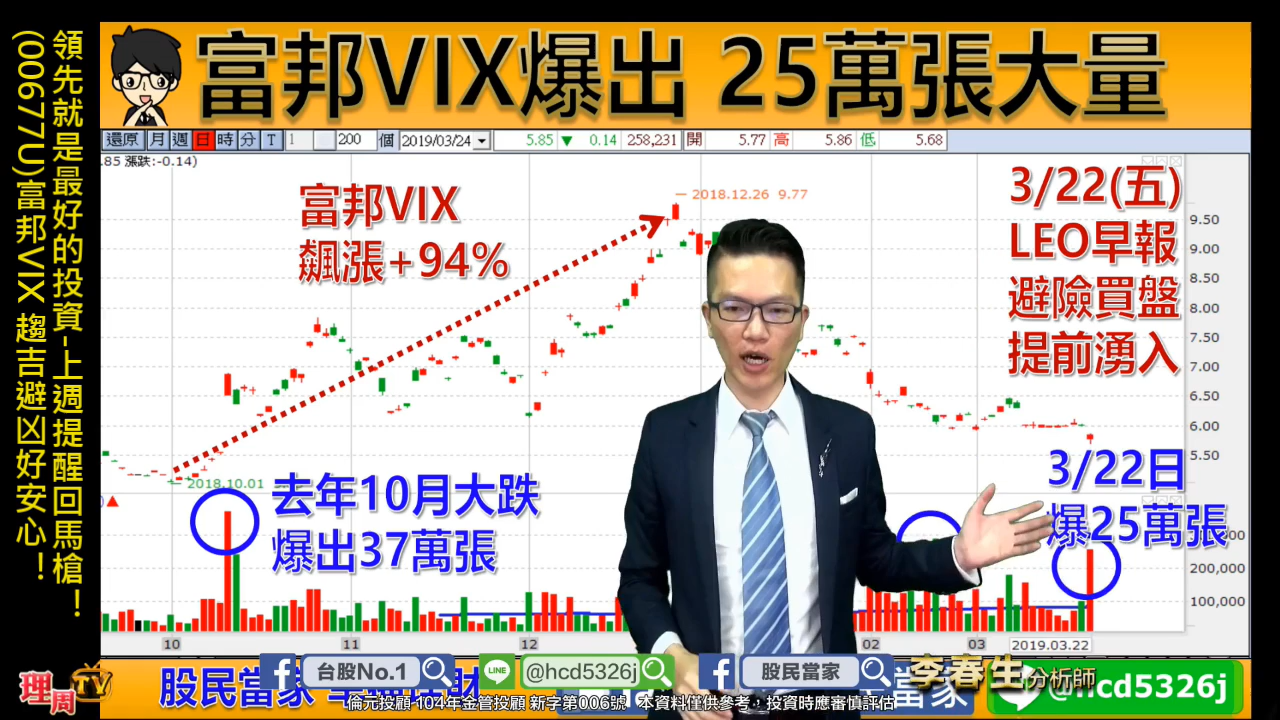 領先就是最好的投資-上週提醒回馬槍！
(00677U)富邦VIX 趨吉避凶好安心！
富邦VIX爆出 25萬張大量
還原 月 週 日 時 分 T 1 200 個 2019/03/24 5.85 ▼ 0.14 258,231 開 5.77 高 5.86 低 5.68
.85 漲跌:-0.14)
2018.12.26 9.77
富邦VIX
飆漲+94%
3/22(五)
LEO早報
避險買盤
提前湧入
9.50
9.00
8.50
8.00
7.50
7.00
6.50
6.00
5.50
2018.10.01
去年10月大跌
爆出37萬張
3/22日
爆25萬張
200,000
100,000
10 11 12 02 03 2019.03.22
理周TV
股民當家
台股No.1
LINE @hcd5326j
股民當家
當家
李春生 分析師
@hcd5326j
倫元投顧 104年金管投顧 新字第006號 本資料僅供參考，投資時應審慎評估